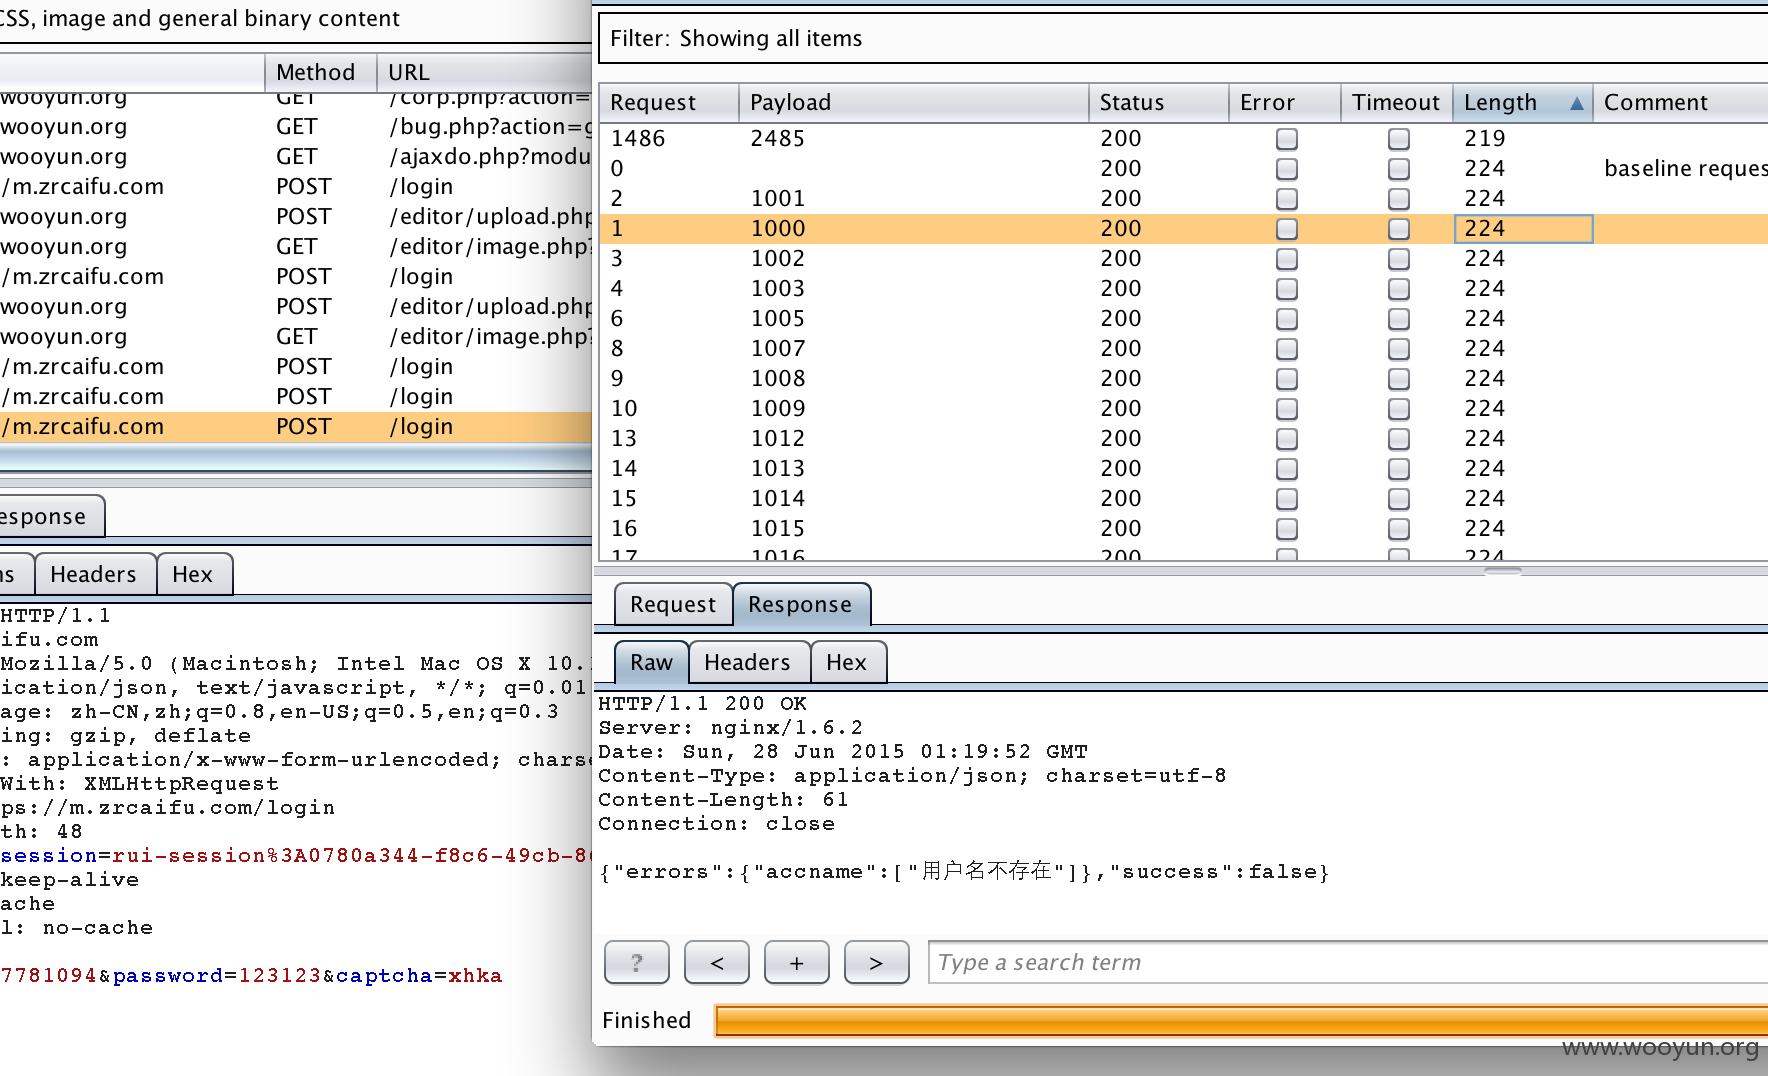 CSS, image and general binary content
Method URL
wooyun.org GET /corp.php?action=
wooyun.org GET /bug.php?action=g
wooyun.org GET /ajaxdo.php?modu
/m.zrcaifu.com POST /login
wooyun.org POST /editor/upload.php
wooyun.org GET /editor/image.php?
/m.zrcaifu.com POST /login
wooyun.org POST /editor/upload.php
wooyun.org GET /editor/image.php?
/m.zrcaifu.com POST /login
/m.zrcaifu.com POST /login
/m.zrcaifu.com POST /login
esponse
ns Headers Hex
HTTP/1.1
ifu.com
Mozilla/5.0 (Macintosh; Intel Mac OS X 10.
ication/json, text/javascript, */*; q=0.01
age: zh-CN,zh;q=0.8,en-US;q=0.5,en;q=0.3
ing: gzip, deflate
: application/x-www-form-urlencoded; charse
With: XMLHttpRequest
ps://m.zrcaifu.com/login
th: 48
session=rui-session%3A0780a344-f8c6-49cb-8
keep-alive
ache
l: no-cache
7781094&password=123123&captcha=xhka
Filter: Showing all items
Request Payload Status Error Timeout Length Comment
1486 2485 200 219
0 200 224 baseline reques
2 1001 200 224
1 1000 200 224
3 1002 200 224
4 1003 200 224
6 1005 200 224
8 1007 200 224
9 1008 200 224
10 1009 200 224
13 1012 200 224
14 1013 200 224
15 1014 200 224
16 1015 200 224
17 1016 200 224
Request Response
Raw Headers Hex
HTTP/1.1 200 OK
Server: nginx/1.6.2
Date: Sun, 28 Jun 2015 01:19:52 GMT
Content-Type: application/json; charset=utf-8
Content-Length: 61
Connection: close
{"errors":{"accname":["用户名不存在"]},"success":false}
? < + > Type a search term
Finished
www.wooyun.org